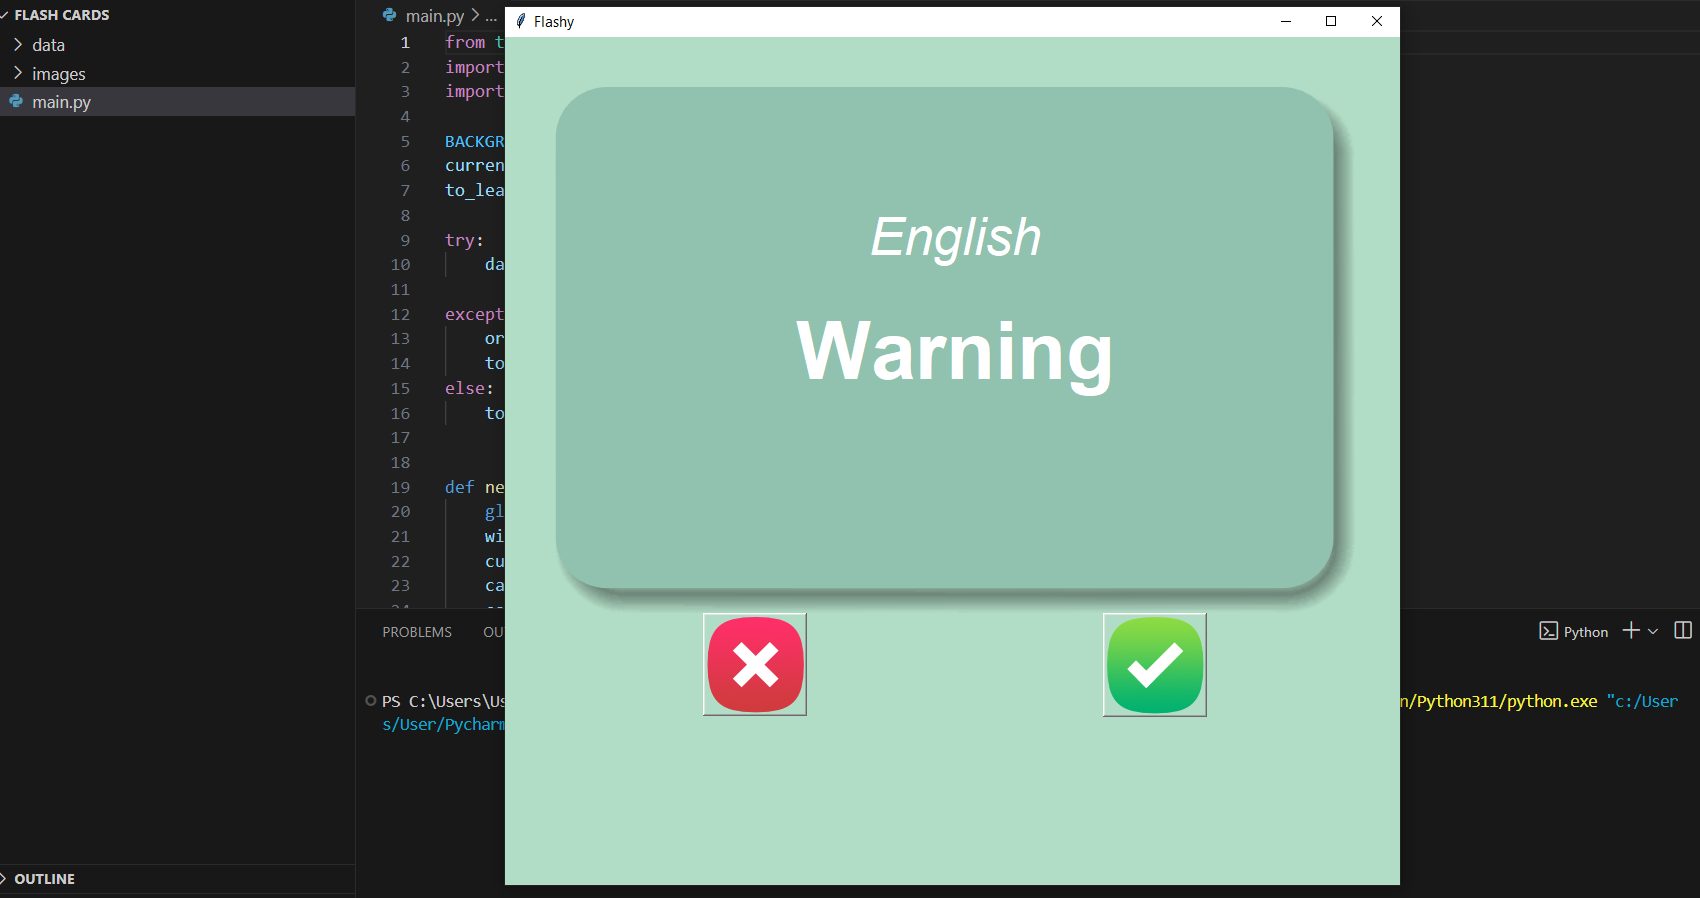 FLASH CARDS
data
images
main.py
main.py > ...
1 from t
2 import
3 import
4
5 BACKGR
6 curren
7 to_lea
8
9 try:
10 da
11
12 except
13 or
14 to
15 else:
16 to
17
18
19 def ne
20 gl
21 wi
22 cu
23 ca
Flashy
English
Warning
PROBLEMS OU
Python
PS C:\Users\Us
n/Python311/python.exe "c:/User
s/User/Pycharm
OUTLINE